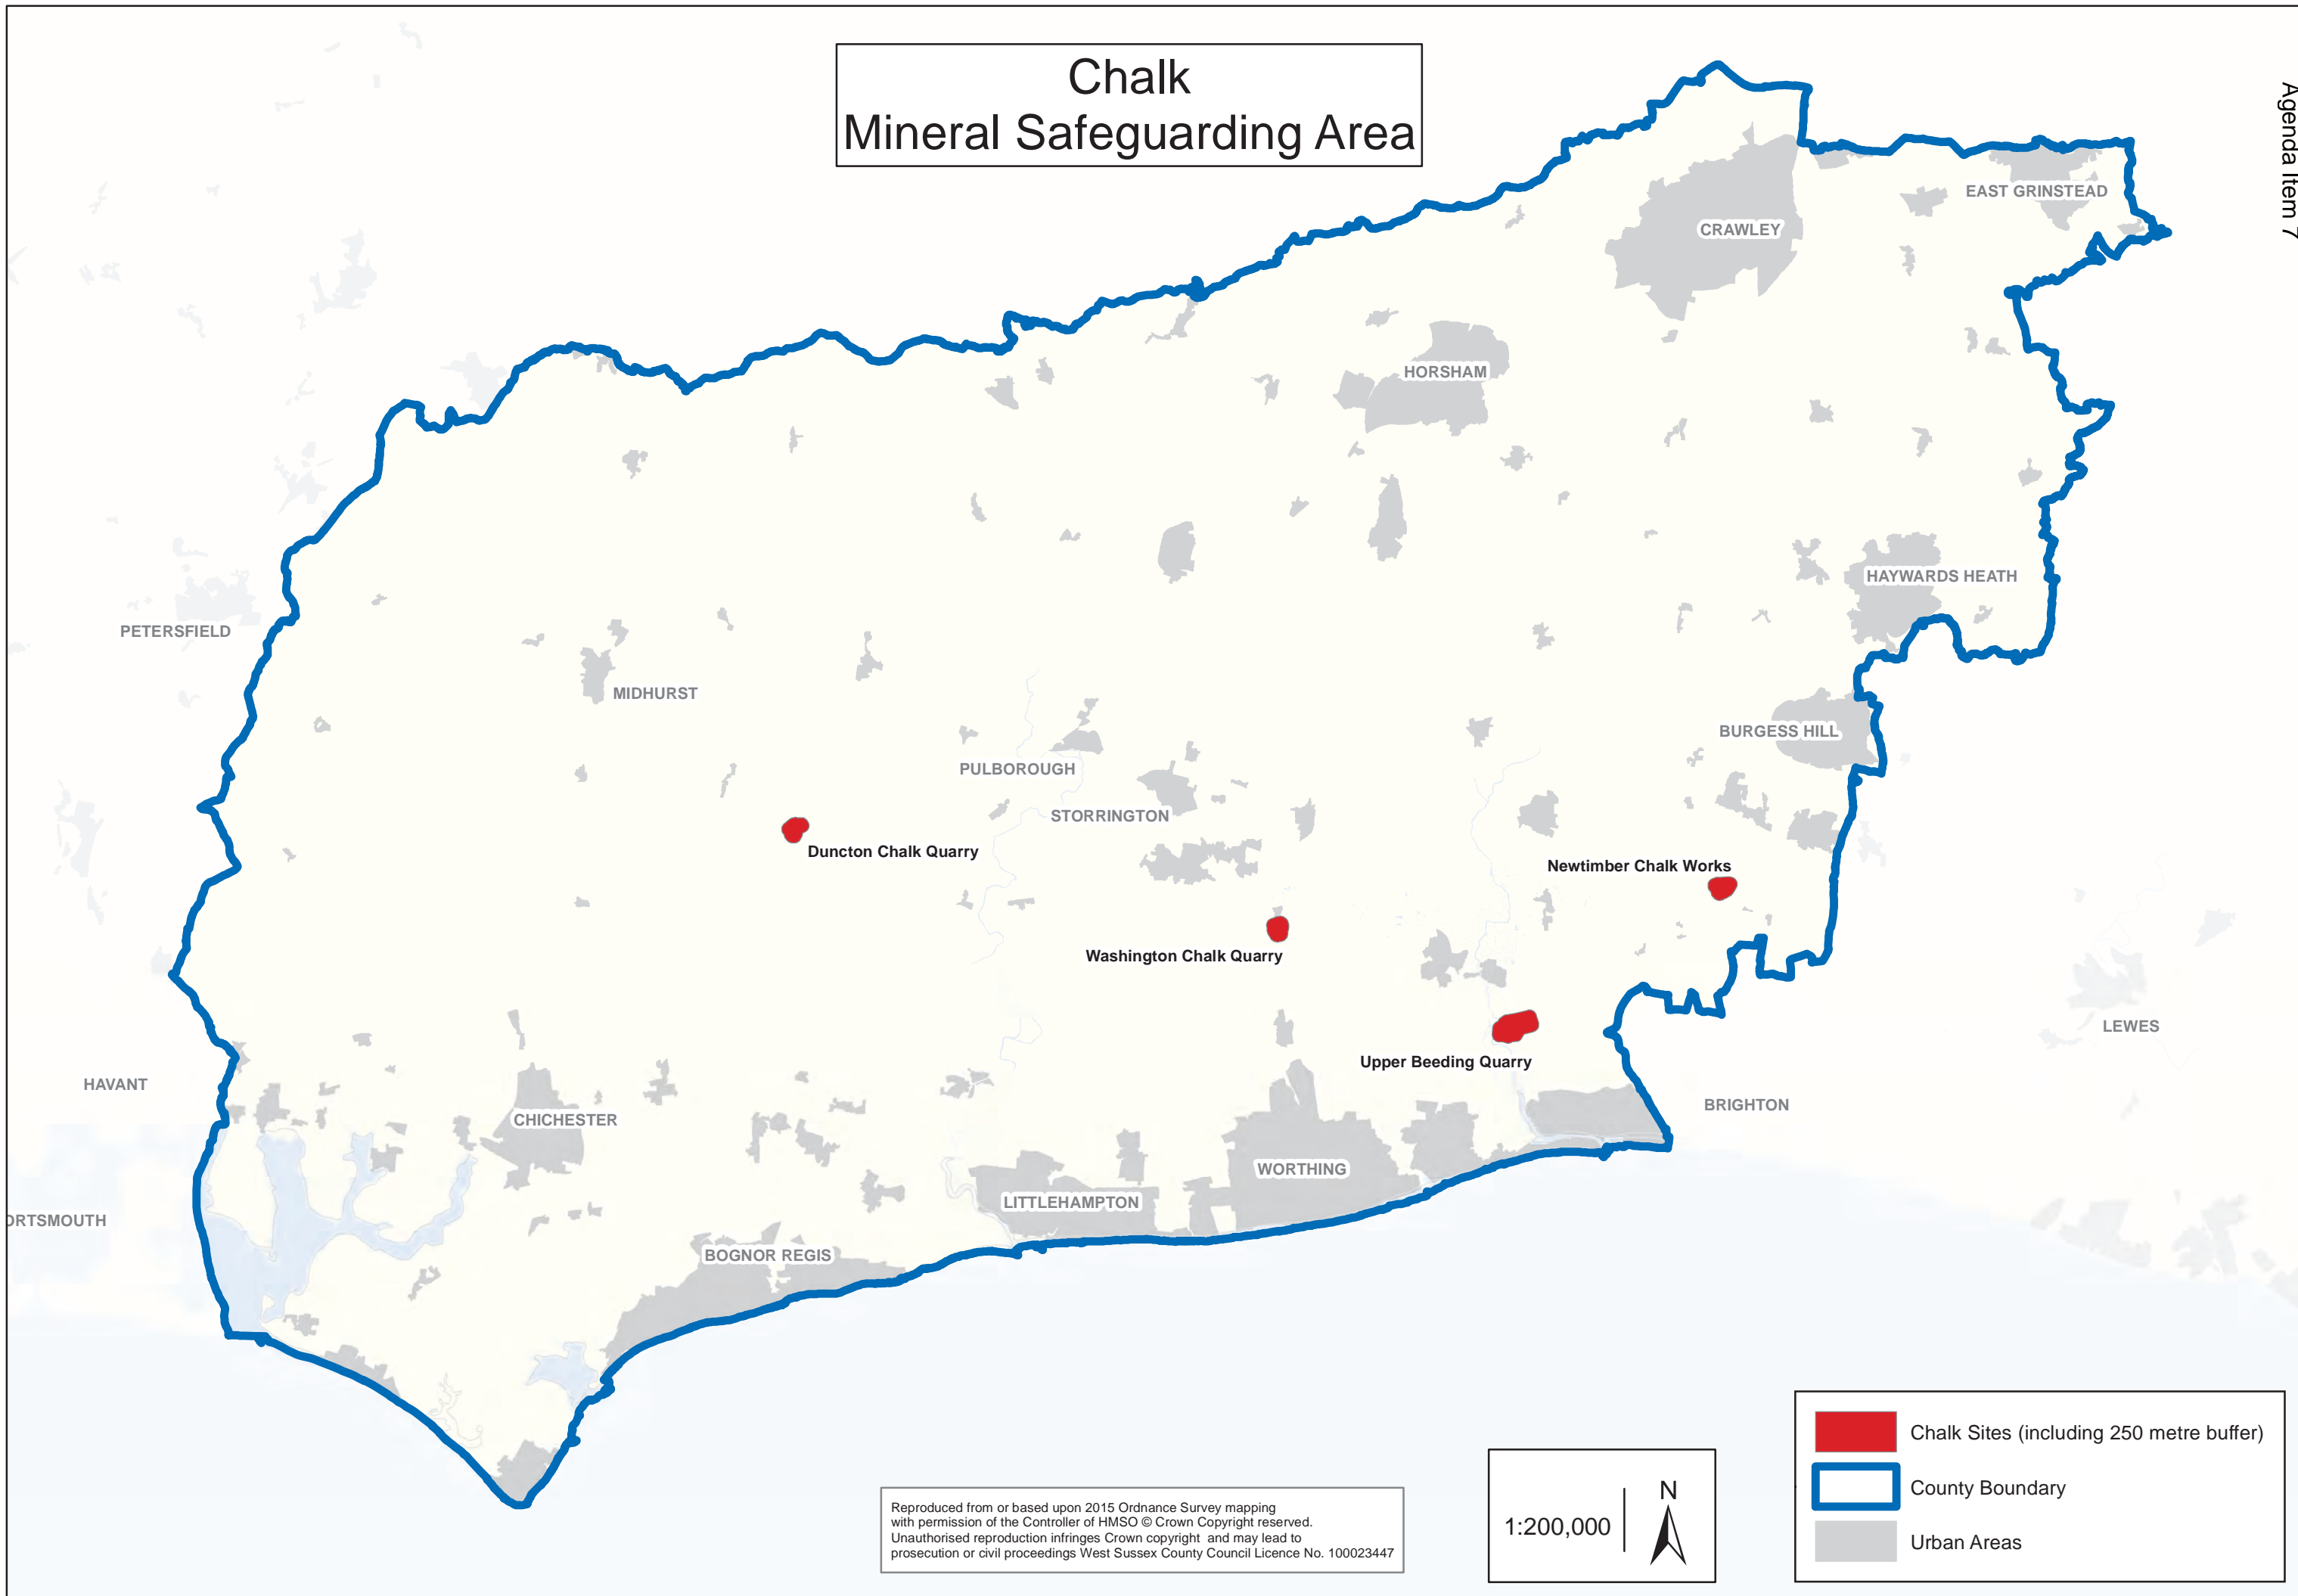 Chalk
Mineral Safeguarding Area
Agenda Item 7
EAST GRINSTEAD
CRAWLEY
HORSHAM
HAYWARDS HEATH
PETERSFIELD
MIDHURST
BURGESS HILL
PULBOROUGH
STORRINGTON
Duncton Chalk Quarry
Newtimber Chalk Works
Washington Chalk Quarry
LEWES
Upper Beeding Quarry
HAVANT
BRIGHTON
CHICHESTER
WORTHING
LITTLEHAMPTON
ORTSMOUTH
BOGNOR REGIS
Chalk Sites (including 250 metre buffer)
County Boundary
Urban Areas
N
1:200,000
Reproduced from or based upon 2015 Ordnance Survey mapping
with permission of the Controller of HMSO © Crown Copyright reserved.
Unauthorised reproduction infringes Crown copyright and may lead to
prosecution or civil proceedings West Sussex County Council Licence No. 100023447